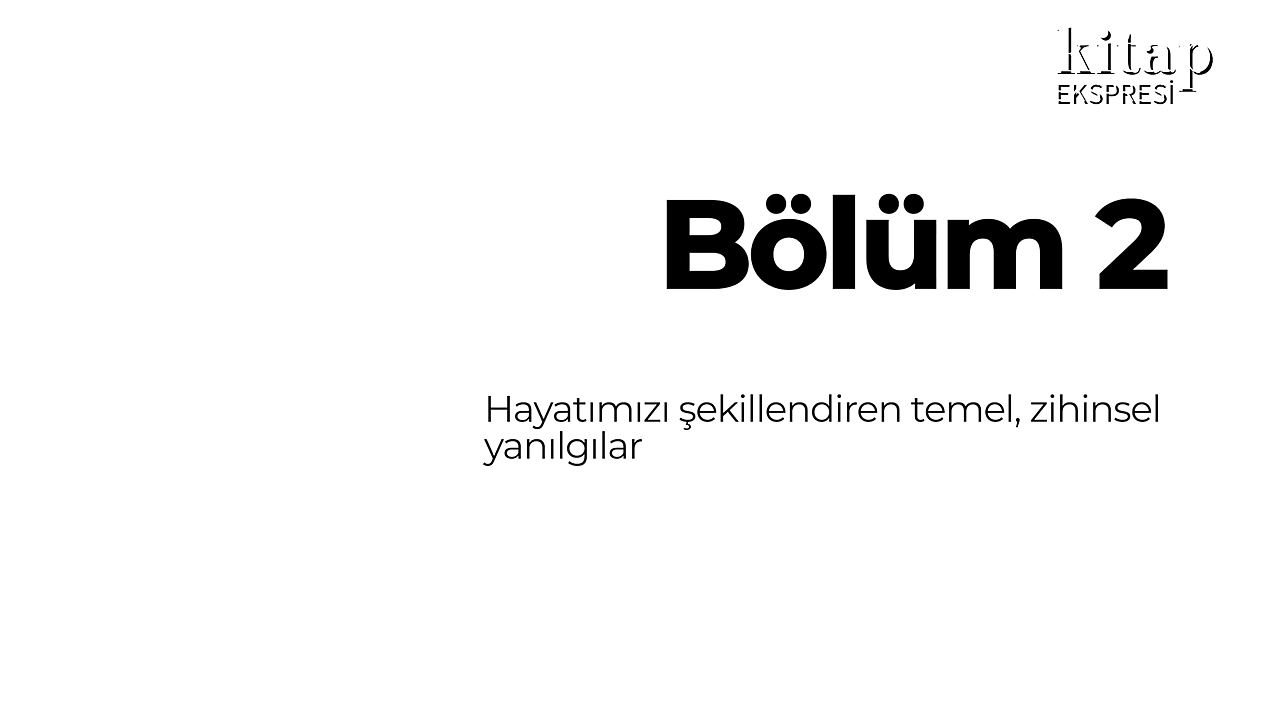 kitap
EKSPRESİ
Bölüm 2
Hayatımızı şekillendiren temel, zihinsel
yanılgılar